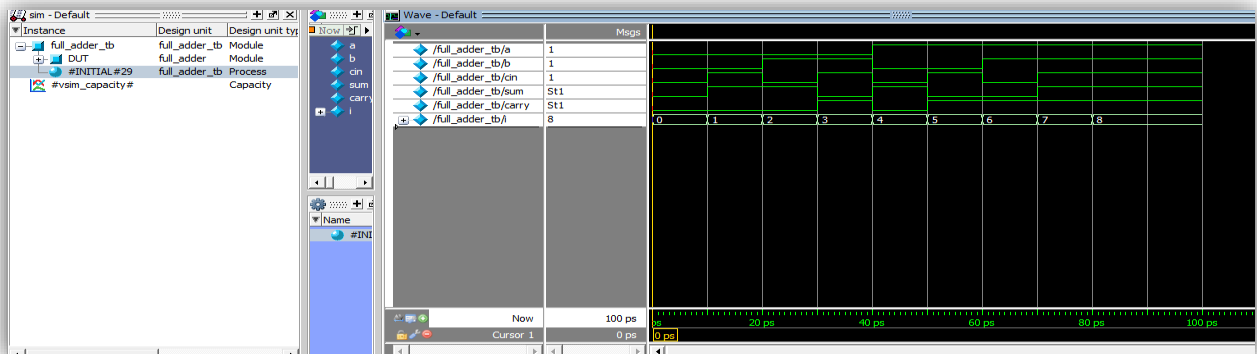 sim - Default
Instance Design unit Design unit typ
full_adder_tb full_adder_tb Module
DUT full_adder Module
#INITIAL#29 full_adder_tb Process
#vsim_capacity# Capacity
Now
a
b
cin
sum
carry
i
Name
#INI
Wave - Default
Msgs
/full_adder_tb/a 1
/full_adder_tb/b 1
/full_adder_tb/cin 1
/full_adder_tb/sum St1
/full_adder_tb/carry St1
/full_adder_tb/i 8 0 1 2 3 4 5 6 7 8
Now 100 ps ps 20 ps 40 ps 60 ps 80 ps 100 ps
Cursor 1 0 ps 0 ps